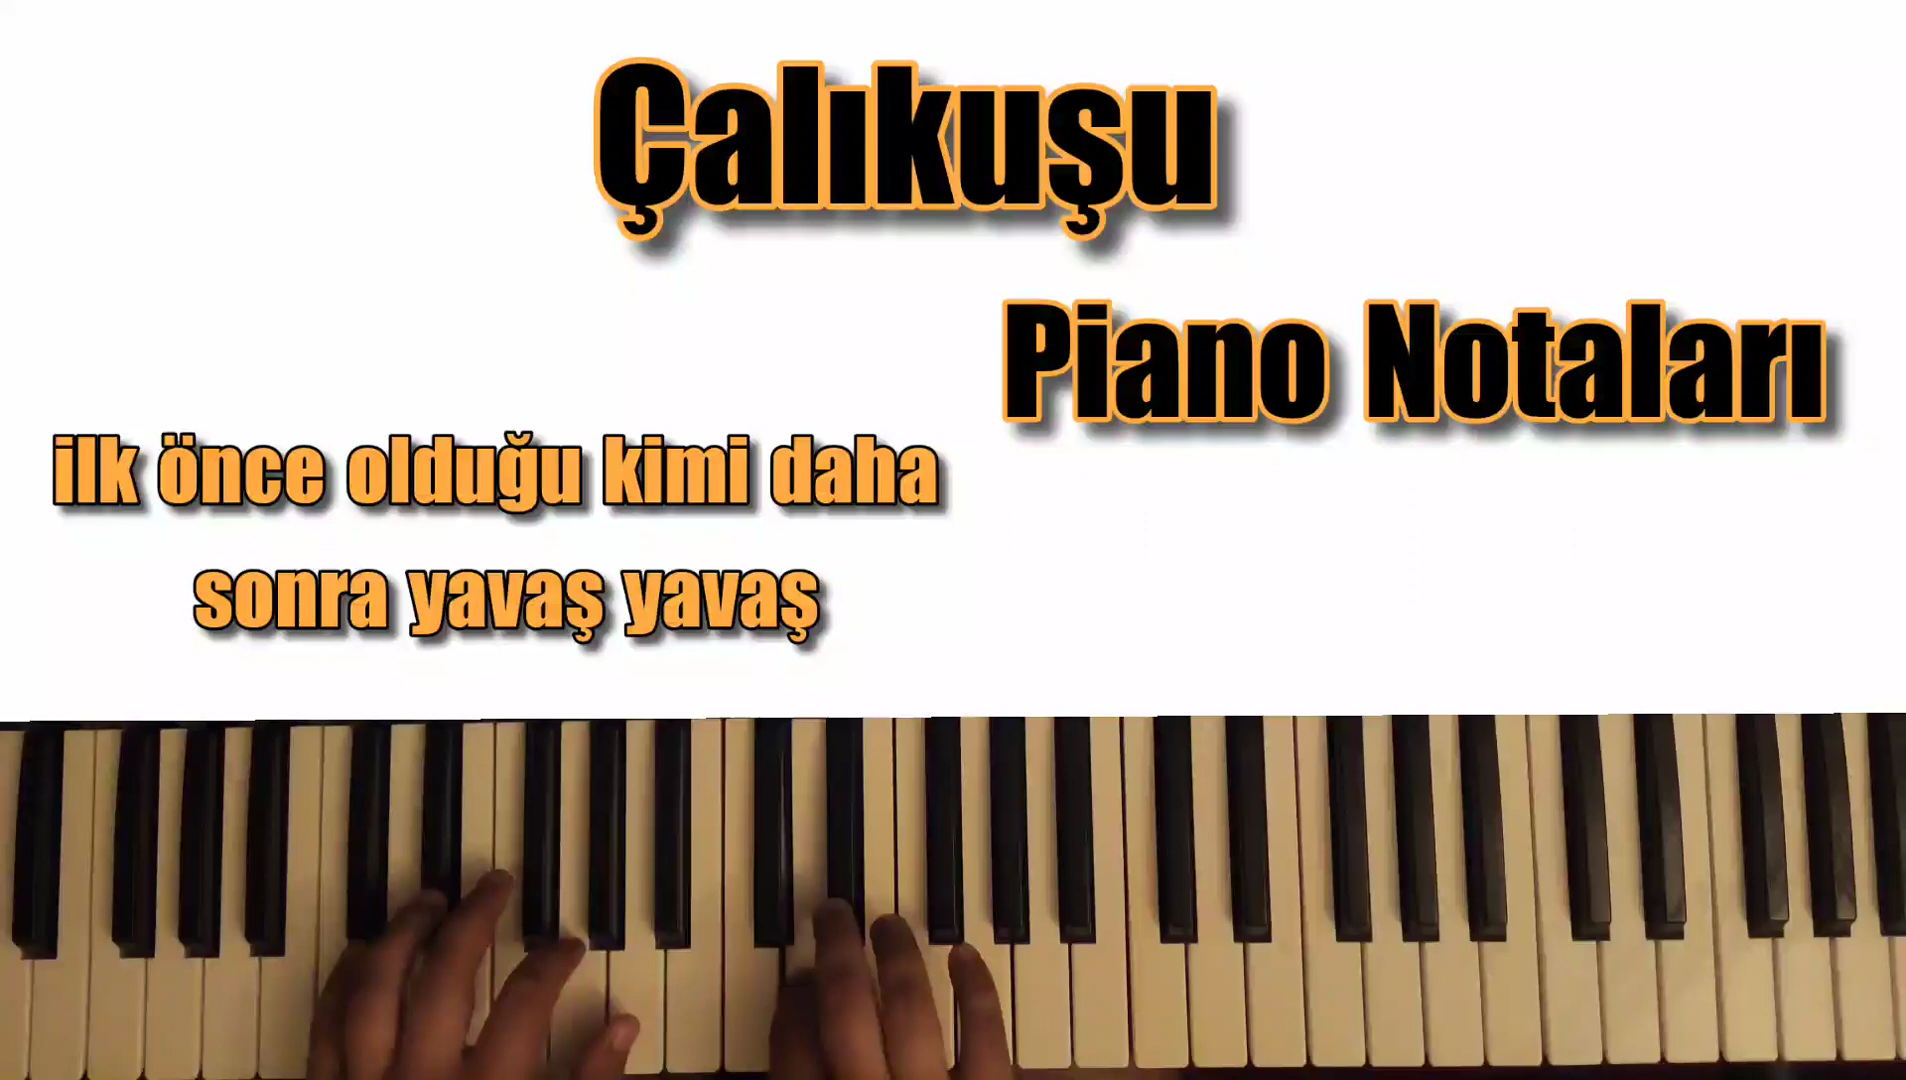 Çalıkuşu
Piano Notaları
ilk önce olduğu kimi daha
sonra yavaş yavaş